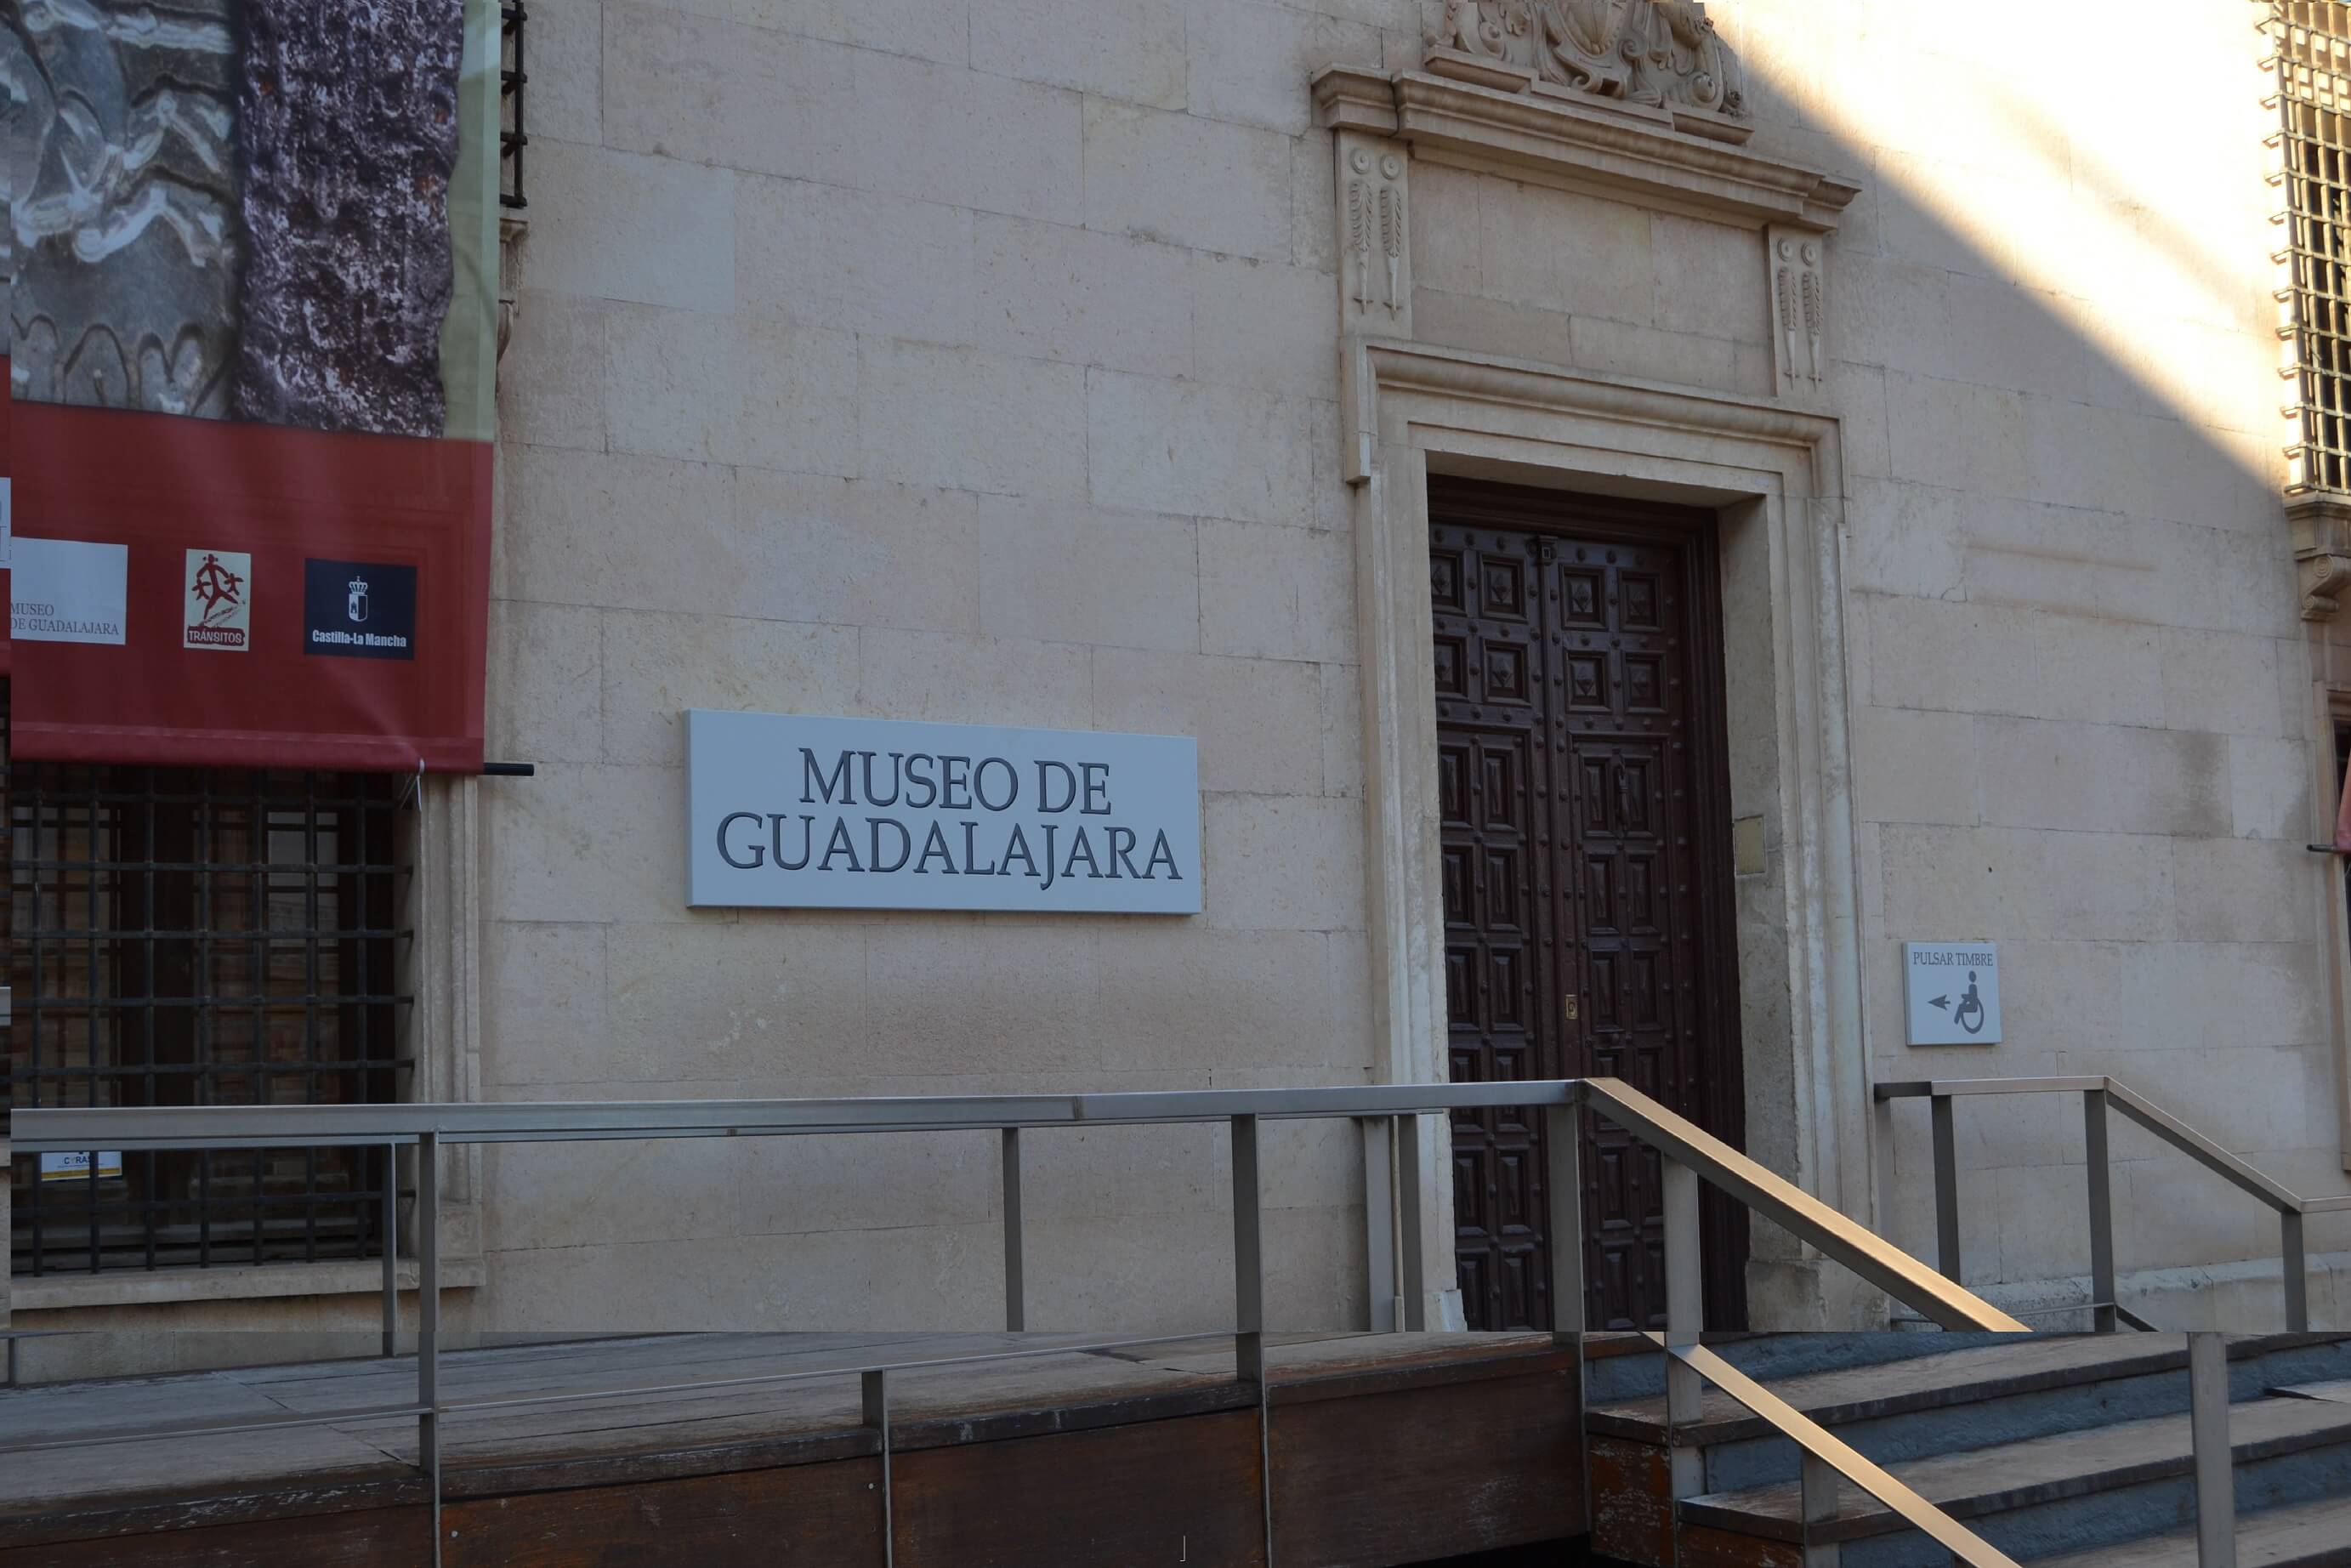 MUSEO
DE GUADALAJARA
TRÁNSITOS
Castilla-La Mancha
MUSEO DE
GUADALAJARA
PULSAR TIMBRE